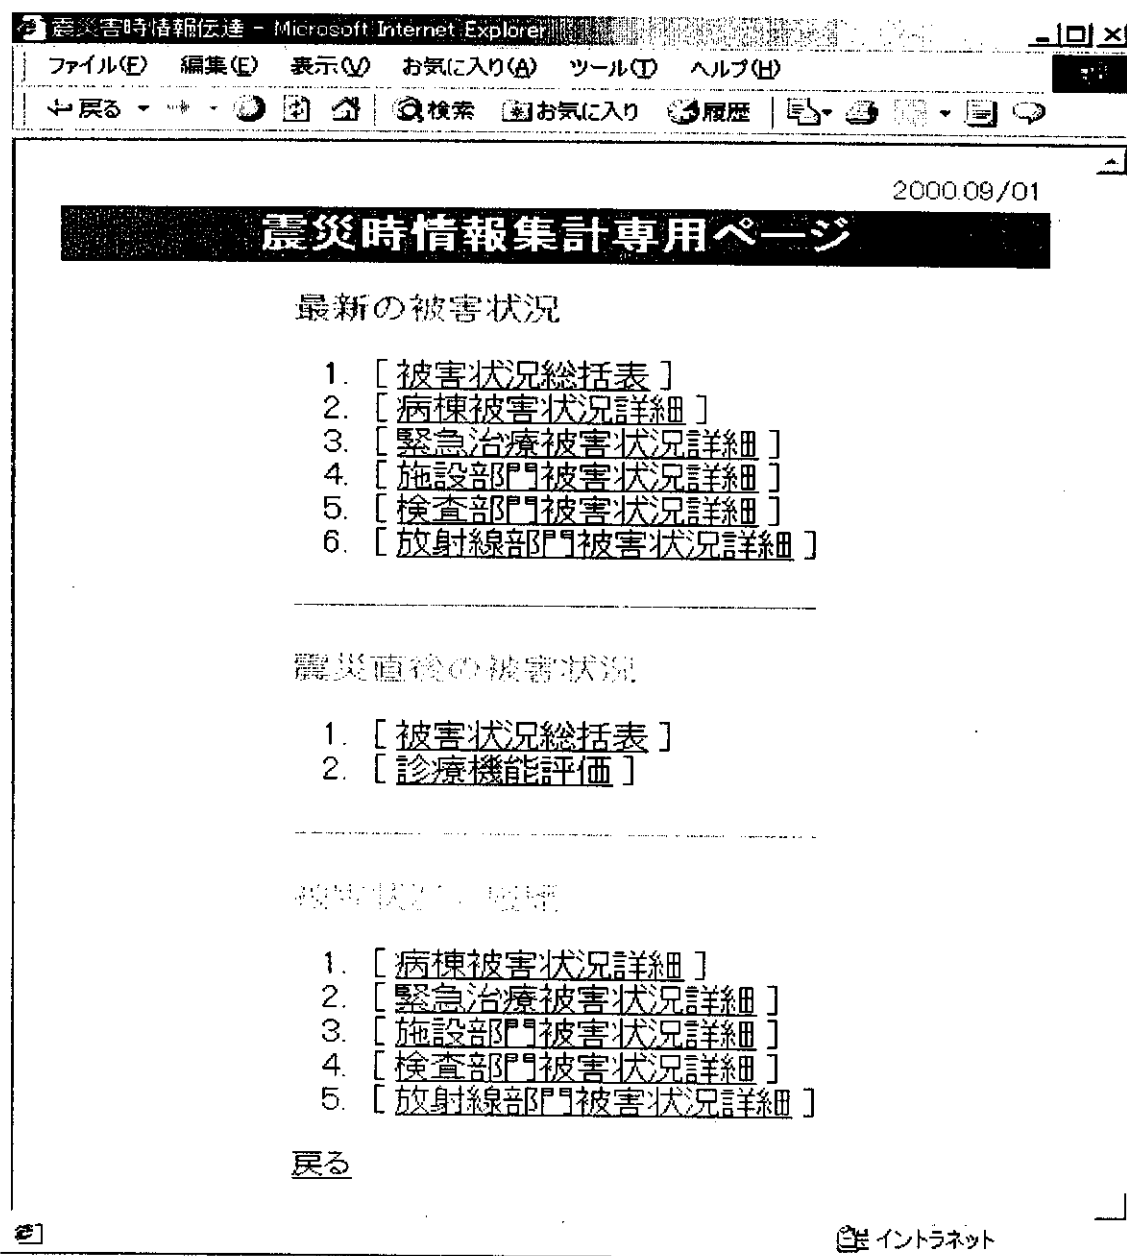 震災害時情報伝達 - Microsoft Internet Explorer
ファイル(F) 編集(E) 表示(V) お気に入り(A) ツール(T) ヘルプ(H)
戻る 検索 お気に入り 履歴
2000.09/01
震災時情報集計専用ページ
最新の被害状況
1. [ 被害状況総括表 ]
2. [ 病棟被害状況詳細 ]
3. [ 緊急治療被害状況詳細 ]
4. [ 施設部門被害状況詳細 ]
5. [ 検査部門被害状況詳細 ]
6. [ 放射線部門被害状況詳細 ]
震災直後の被害状況
1. [ 被害状況総括表 ]
2. [ 診療機能評価 ]
1. [ 病棟被害状況詳細 ]
2. [ 緊急治療被害状況詳細 ]
3. [ 施設部門被害状況詳細 ]
4. [ 検査部門被害状況詳細 ]
5. [ 放射線部門被害状況詳細 ]
戻る
イントラネット